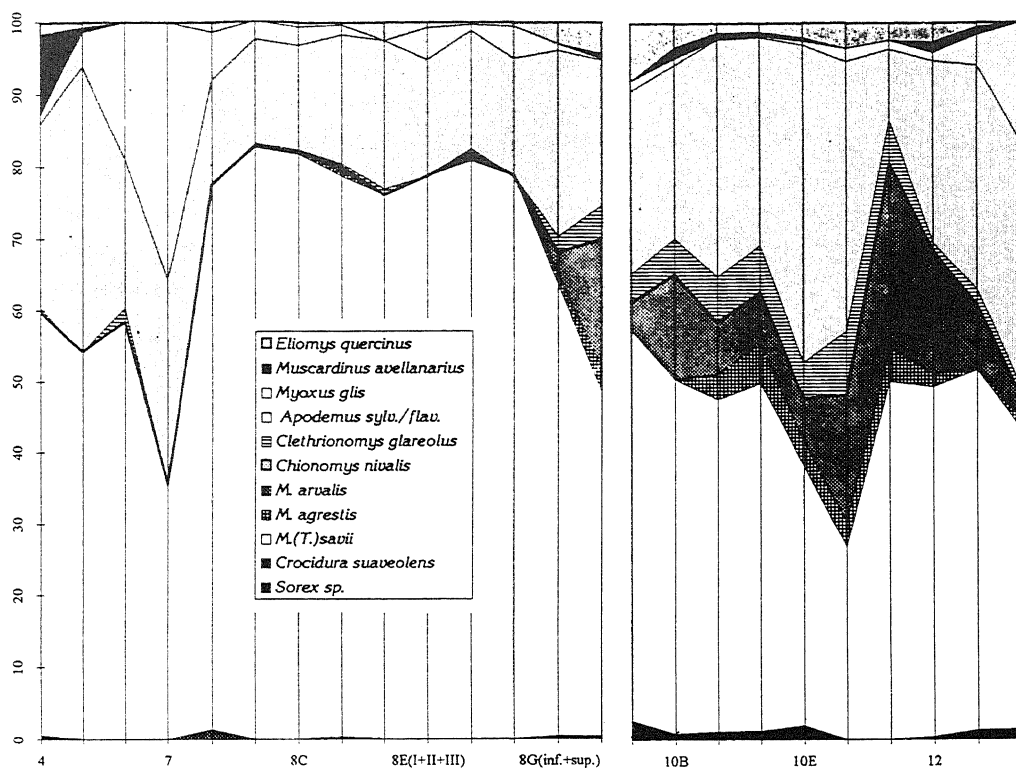 100
90
80
70
60
50
40
30
20
10
0
Eliomys quercinus
Muscardinus avellanarius
Myoxus glis
Apodemus sylv./flav.
Clethrionomys glareolus
Chionomys nivalis
M. arvalis
M. agrestis
M.(T.)savii
Crocidura suaveolens
Sorex sp.
4 7 8C 8E(I+II+III) 8G(inf.+sup.) 10B 10E 12